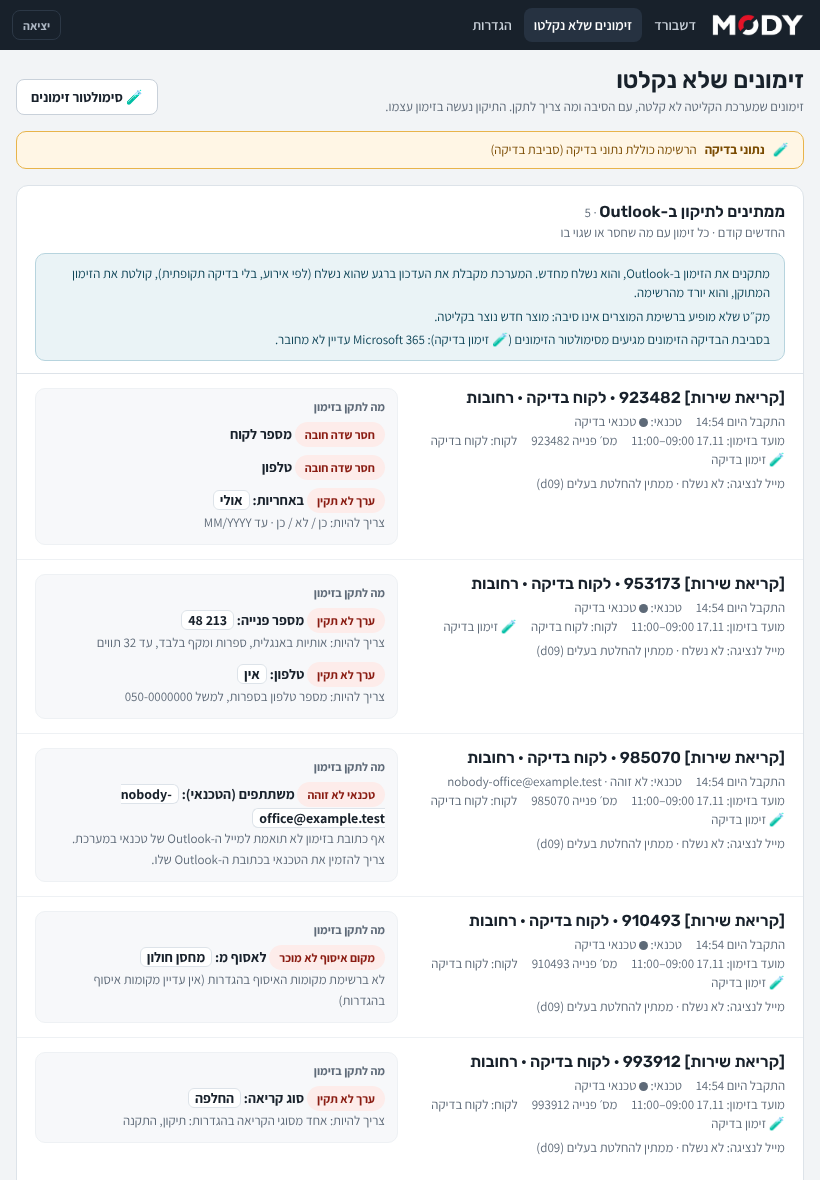 MODY
דשבורד
זימונים שלא נקלטו
הגדרות
יציאה
זימונים שלא נקלטו
זימונים שמערכת הקליטה לא קלטה, עם הסיבה ומה צריך לתקן. התיקון נעשה בזימון עצמו.
🧪 סימולטור זימונים
🧪 נתוני בדיקה הרשימה כוללת נתוני בדיקה (סביבת בדיקה)
ממתינים לתיקון ב-Outlook · 5
החדשים קודם · כל זימון עם מה שחסר או שגוי בו
מתקנים את הזימון ב-Outlook, והוא נשלח מחדש. המערכת מקבלת את העדכון ברגע שהוא נשלח (לפי אירוע, בלי בדיקה תקופתית), קולטת את הזימון
המתוקן, והוא יורד מהרשימה.
מק״ט שלא מופיע ברשימת המוצרים אינו סיבה: מוצר חדש נוצר בקליטה.
בסביבת הבדיקה הזימונים מגיעים מסימולטור הזימונים (🧪 זימון בדיקה): Microsoft 365 עדיין לא מחובר.
[קריאת שירות] 923482 • לקוח בדיקה • רחובות
התקבל היום 14:54 טכנאי: ● טכנאי בדיקה
מועד בזימון: 17.11 09:00–11:00 מס׳ פנייה 923482 לקוח: לקוח בדיקה
🧪 זימון בדיקה
מייל לנציגה: לא נשלח · ממתין להחלטת בעלים (d09)
מה לתקן בזימון
חסר שדה חובה מספר לקוח
חסר שדה חובה טלפון
ערך לא תקין באחריות: אולי
צריך להיות: כן / לא / כן · עד MM/YYYY
[קריאת שירות] 953173 • לקוח בדיקה • רחובות
התקבל היום 14:54 טכנאי: ● טכנאי בדיקה
מועד בזימון: 17.11 09:00–11:00 לקוח: לקוח בדיקה 🧪 זימון בדיקה
מייל לנציגה: לא נשלח · ממתין להחלטת בעלים (d09)
מה לתקן בזימון
ערך לא תקין מספר פנייה: 48 213
צריך להיות: אותיות באנגלית, ספרות ומקף בלבד, עד 32 תווים
ערך לא תקין טלפון: אין
צריך להיות: מספר טלפון בספרות, למשל 050-0000000
[קריאת שירות] 985070 • לקוח בדיקה • רחובות
התקבל היום 14:54 טכנאי: לא זוהה · nobody-office@example.test
מועד בזימון: 17.11 09:00–11:00 מס׳ פנייה 985070 לקוח: לקוח בדיקה
🧪 זימון בדיקה
מייל לנציגה: לא נשלח · ממתין להחלטת בעלים (d09)
מה לתקן בזימון
טכנאי לא זוהה משתתפים (הטכנאי): nobody-
office@example.test
אף כתובת בזימון לא תואמת למייל ה-Outlook של טכנאי במערכת.
צריך להזמין את הטכנאי בכתובת ה-Outlook שלו.
[קריאת שירות] 910493 • לקוח בדיקה • רחובות
התקבל היום 14:54 טכנאי: ● טכנאי בדיקה
מועד בזימון: 17.11 09:00–11:00 מס׳ פנייה 910493 לקוח: לקוח בדיקה
🧪 זימון בדיקה
מייל לנציגה: לא נשלח · ממתין להחלטת בעלים (d09)
מה לתקן בזימון
מקום איסוף לא מוכר לאסוף מ: מחסן חולון
לא ברשימת מקומות האיסוף בהגדרות (אין עדיין מקומות איסוף
בהגדרות)
[קריאת שירות] 993912 • לקוח בדיקה • רחובות
התקבל היום 14:54 טכנאי: ● טכנאי בדיקה
מועד בזימון: 17.11 09:00–11:00 מס׳ פנייה 993912 לקוח: לקוח בדיקה
🧪 זימון בדיקה
מייל לנציגה: לא נשלח · ממתין להחלטת בעלים (d09)
מה לתקן בזימון
ערך לא תקין סוג קריאה: החלפה
צריך להיות: אחד מסוגי הקריאה בהגדרות: תיקון, התקנה